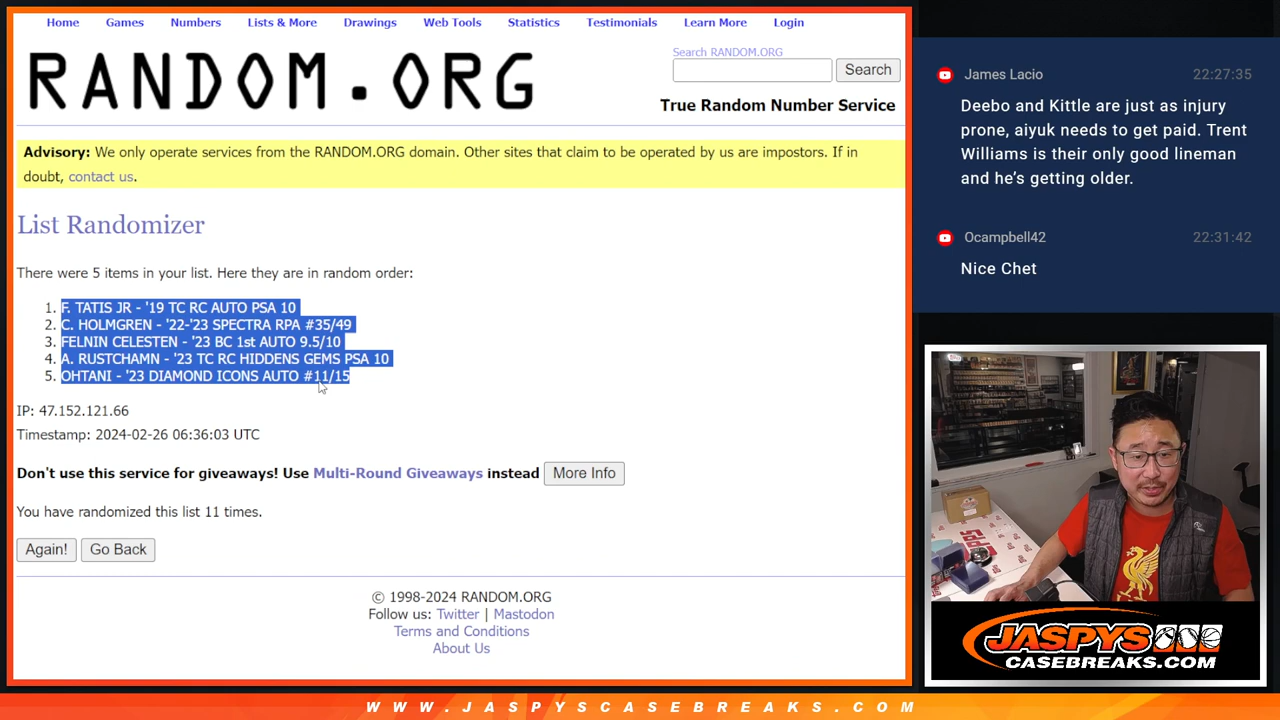 Home Games Numbers Lists & More Drawings Web Tools Statistics Testimonials Learn More Login
RANDOM.ORG
Search RANDOM.ORG
Search
True Random Number Service
Advisory: We only operate services from the RANDOM.ORG domain. Other sites that claim to be operated by us are impostors. If in
doubt, contact us.
List Randomizer
There were 5 items in your list. Here they are in random order:
1. F. TATIS JR - '19 TC RC AUTO PSA 10
2. C. HOLMGREN - '22-'23 SPECTRA RPA #35/49
3. FELNIN CELESTEN - '23 BC 1st AUTO 9.5/10
4. A. RUSTCHAMN - '23 TC RC HIDDENS GEMS PSA 10
5. OHTANI - '23 DIAMOND ICONS AUTO #11/15
IP: 47.152.121.66
Timestamp: 2024-02-26 06:36:03 UTC
Don't use this service for giveaways! Use Multi-Round Giveaways instead More Info
You have randomized this list 11 times.
Again! Go Back
© 1998-2024 RANDOM.ORG
Follow us: Twitter | Mastodon
Terms and Conditions
About Us
James Lacio 22:27:35
Deebo and Kittle are just as injury
prone, aiyuk needs to get paid. Trent
Williams is their only good lineman
and he's getting older.
Ocampbell42 22:31:42
Nice Chet
JASPYS
CASEBREAKS.COM
WWW.JASPYSCASEBREAKS.COM